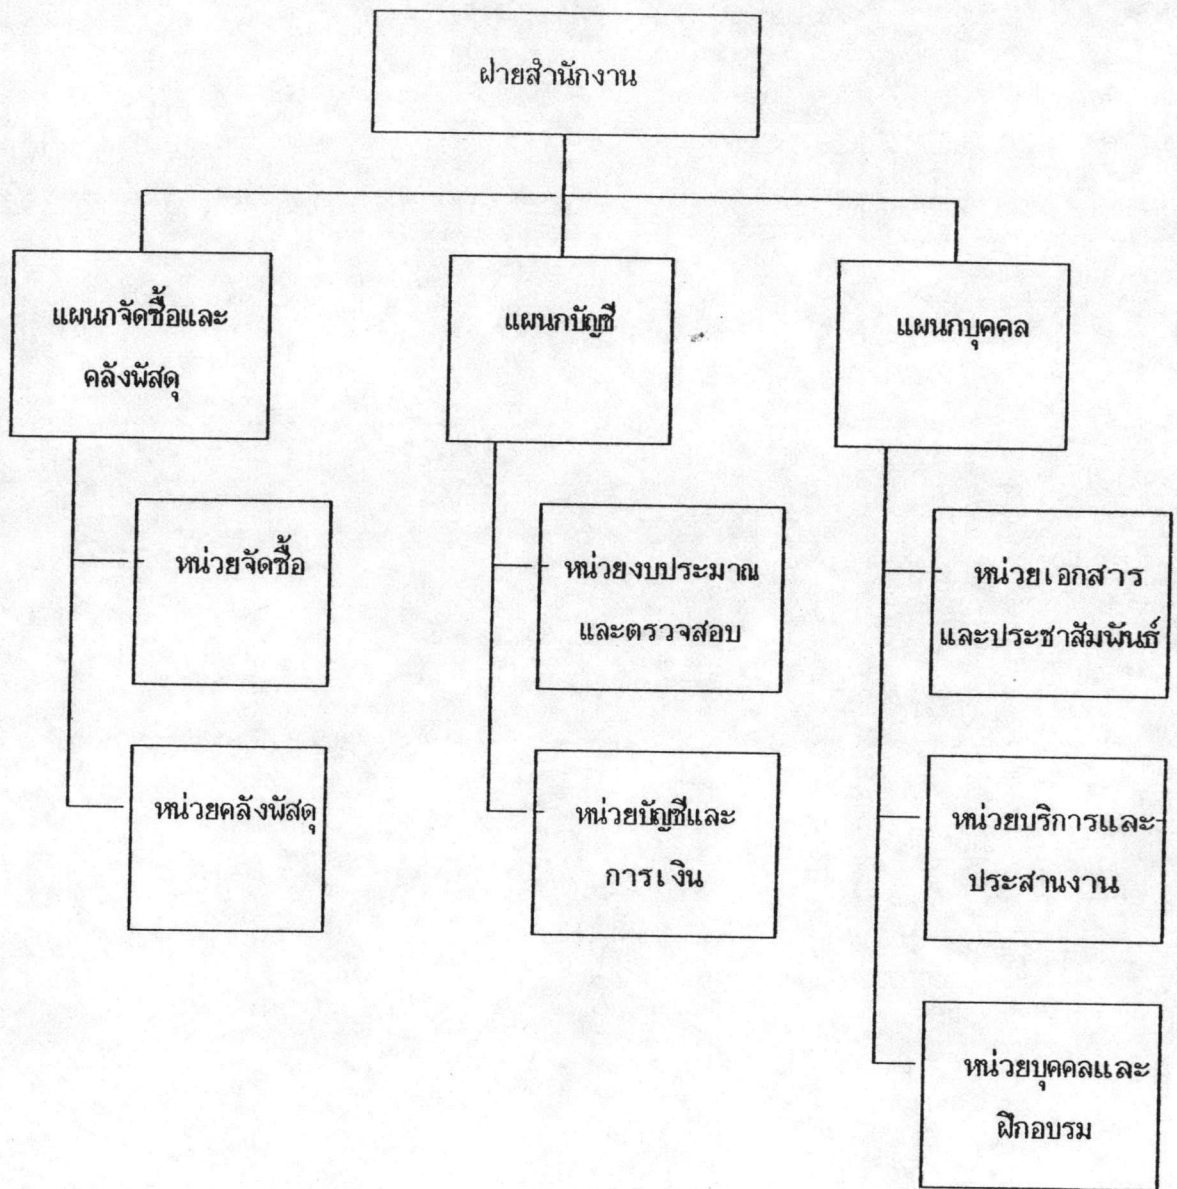 ฝ่ายสำนักงาน
แผนกจัดซื้อและ
คลังพัสดุ
แผนกบัญชี
แผนกบุคคล
หน่วยจัดซื้อ
หน่วยงบประมาณ
และตรวจสอบ
หน่วยเอกสาร
และประชาสัมพันธ์
หน่วยคลังพัสดุ
หน่วยบัญชีและ
การเงิน
หน่วยบริการและ
ประสานงาน
หน่วยบุคคลและ
ฝึกอบรม